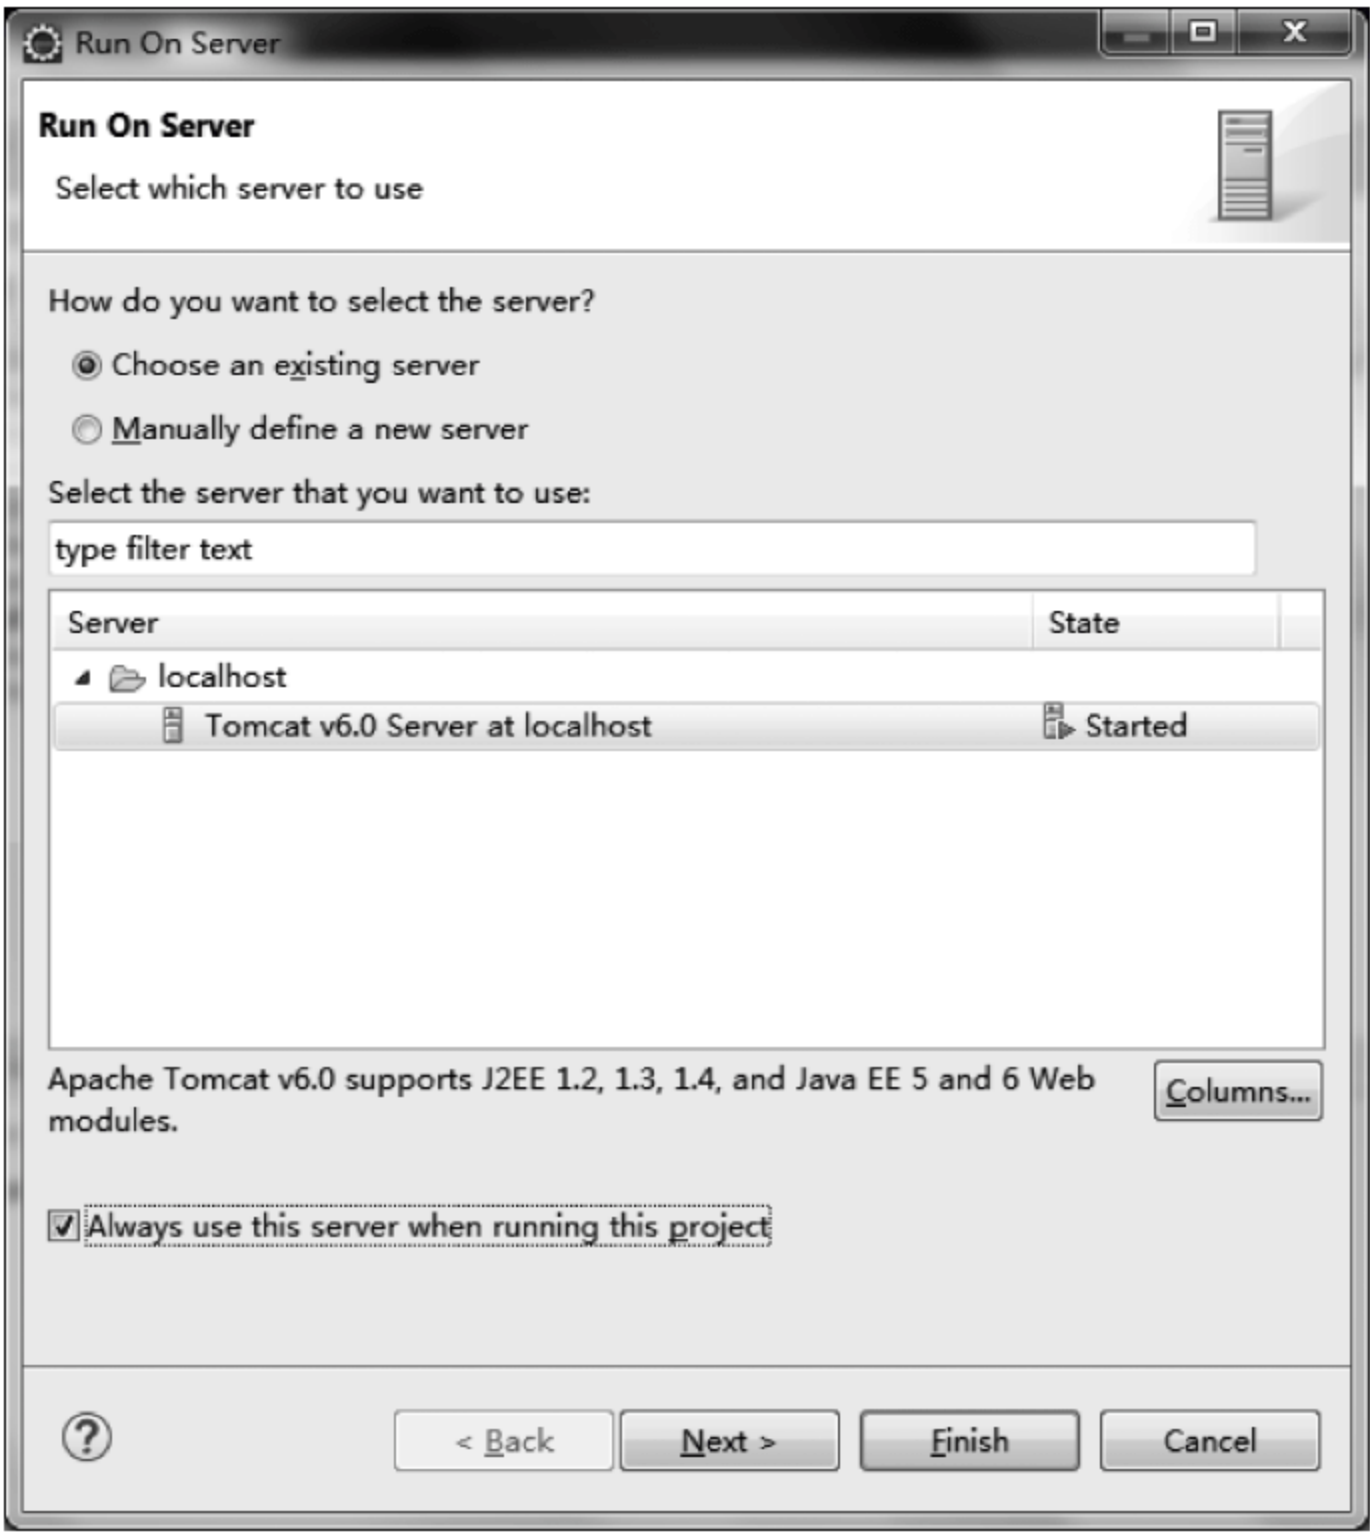 Run On Server
Run On Server
Select which server to use
How do you want to select the server?
Choose an existing server
Manually define a new server
Select the server that you want to use:
type filter text
Server State
localhost
Tomcat v6.0 Server at localhost Started
Apache Tomcat v6.0 supports J2EE 1.2, 1.3, 1.4, and Java EE 5 and 6 Web
modules.
Columns...
Always use this server when running this project
? < Back Next > Finish Cancel